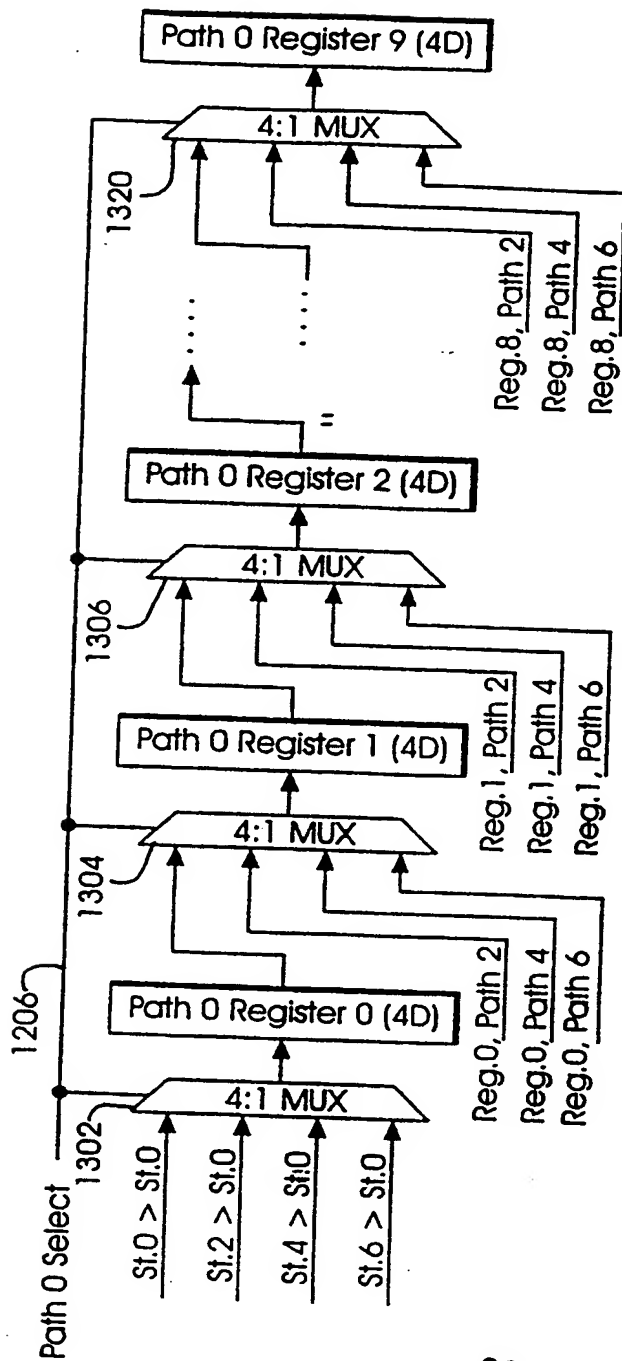 Path 0 Select
1206
1302
4:1 MUX
St.0 > St.0
St.2 > St.0
St.4 > St.0
St.6 > St.0
Path 0 Register 0 (4D)
1304
4:1 MUX
Reg.0, Path 2
Reg.0, Path 4
Reg.0, Path 6
Path 0 Register 1 (4D)
1306
4:1 MUX
Reg.1, Path 2
Reg.1, Path 4
Reg.1, Path 6
Path 0 Register 2 (4D)
=
.....
.....
1320
4:1 MUX
Reg.8, Path 2
Reg.8, Path 4
Reg.8, Path 6
Path 0 Register 9 (4D)